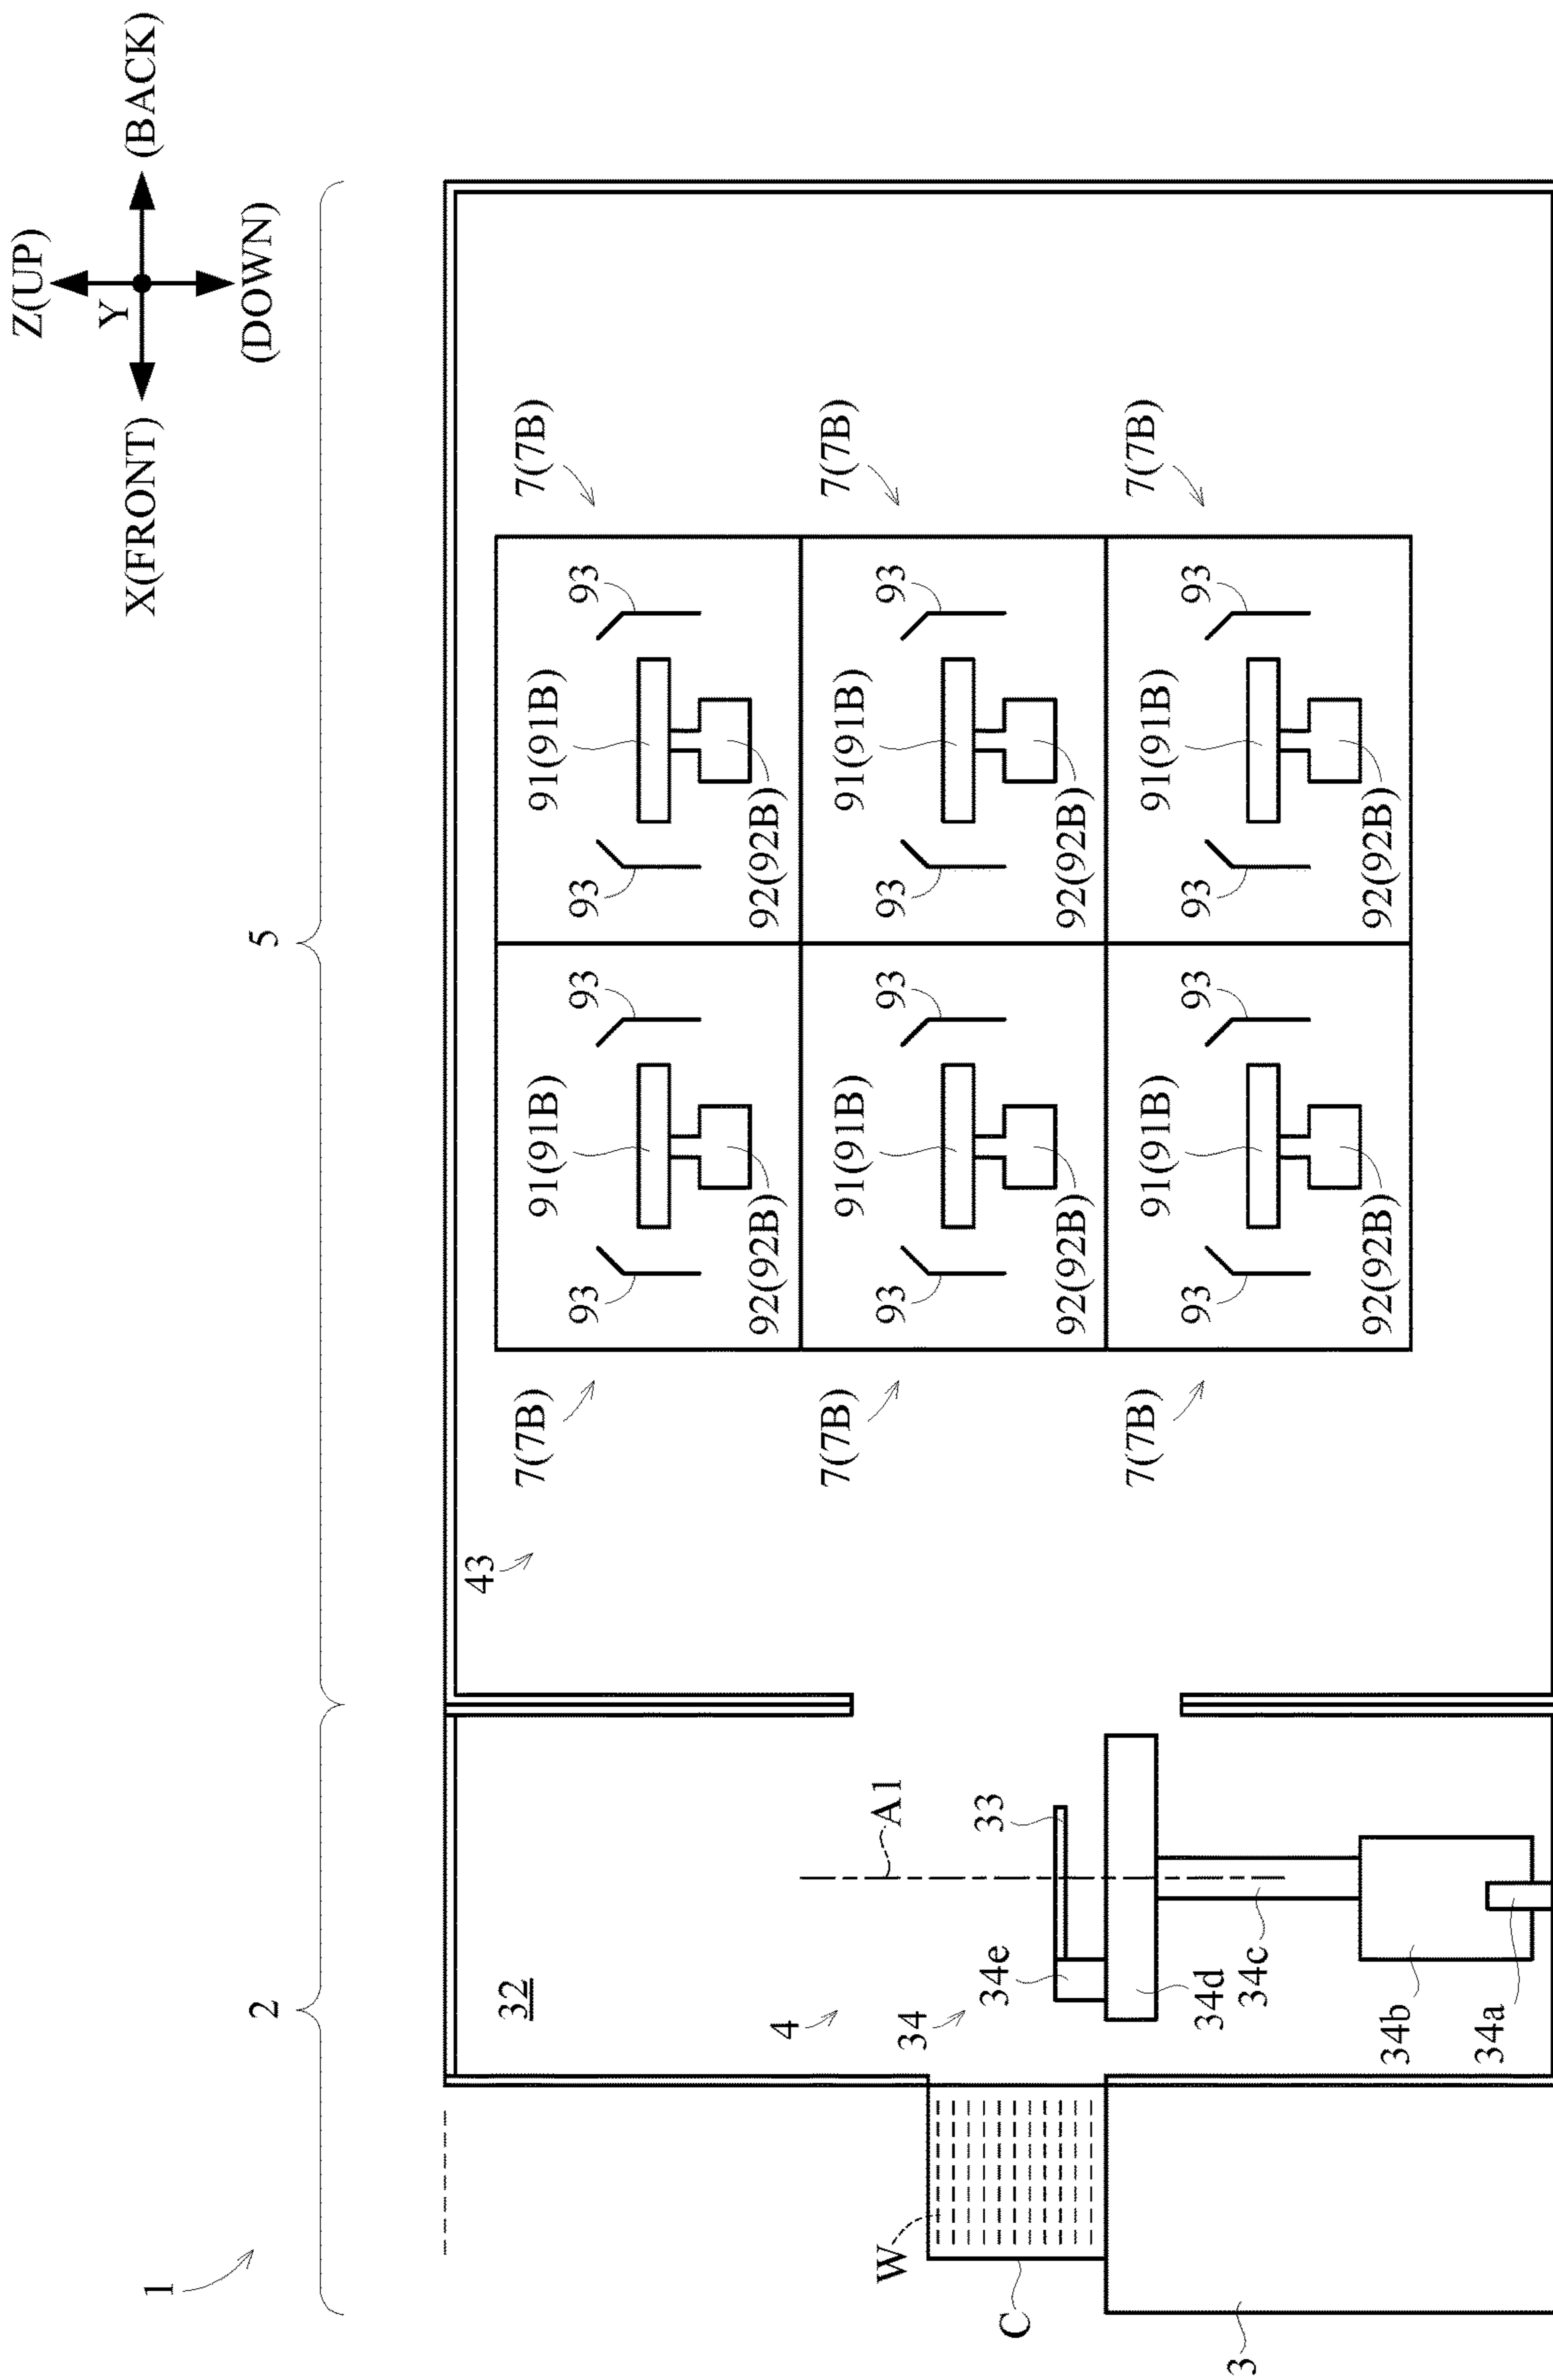 Z(UP)
Y
X(FRONT)
(BACK)
(DOWN)
1
2
5
43
32
7(7B)
7(7B)
91(91B)
91(91B)
93
93
93
93
92(92B)
92(92B)
4
7(7B)
7(7B)
91(91B)
91(91B)
W
A1
93
93
93
93
34
33
34e
C
92(92B)
92(92B)
7(7B)
7(7B)
91(91B)
91(91B)
93
93
93
93
34d
3
34c
92(92B)
92(92B)
34b
34a